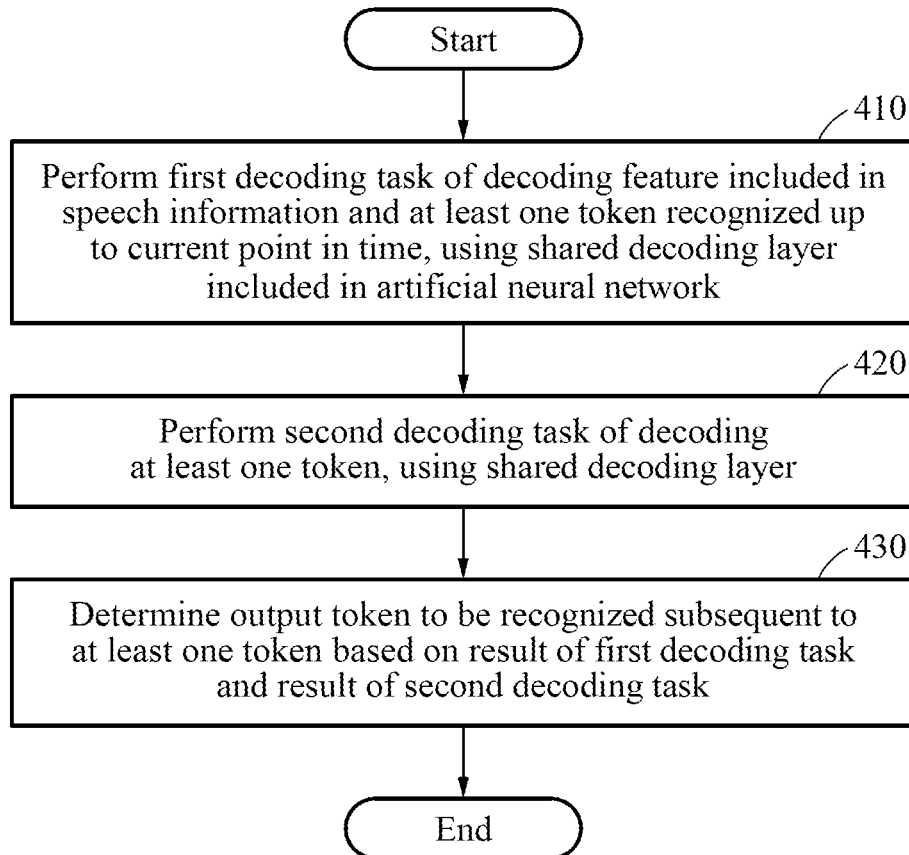 Start
410
Perform first decoding task of decoding feature included in
speech information and at least one token recognized up
to current point in time, using shared decoding layer
included in artificial neural network
420
Perform second decoding task of decoding
at least one token, using shared decoding layer
430
Determine output token to be recognized subsequent to
at least one token based on result of first decoding task
and result of second decoding task
End